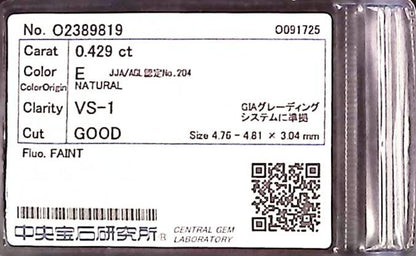 No. O2389819 O091725
Carat 0.429 ct
Color E JJA/AGL認定No.204
ColorOrigin NATURAL
Clarity VS-1 GIAグレーディング
システムに準拠
Cut GOOD Size 4.76 - 4.81 × 3.04 mm
Fluo. FAINT
中央宝石研究所® CENTRAL GEM
LABORATORY